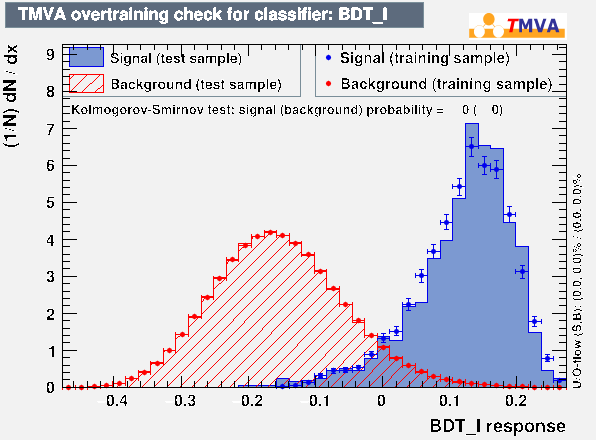 TMVA overtraining check for classifier: BDT_I
TMVA
(1/N) dN / dx
Signal (test sample)
Background (test sample)
Signal (training sample)
Background (training sample)
Kolmogorov-Smirnov test: signal (background) probability = 0 ( 0)
9
8
7
6
5
4
3
2
1
0
-0.4 -0.3 -0.2 -0.1 0 0.1 0.2
BDT_I response
U/O-flow (S,B): (0.0, 0.0)% / (0.0, 0.0)%